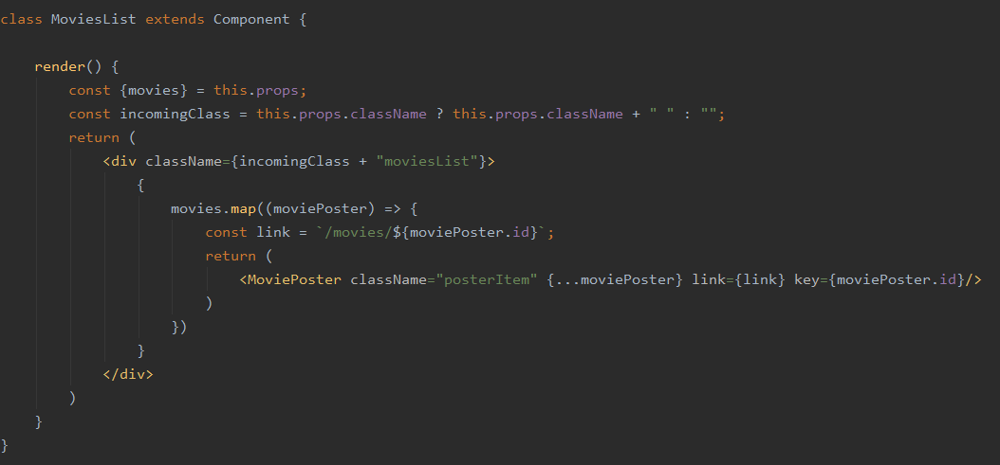 class MoviesList extends Component {
render() {
const {movies} = this.props;
const incomingClass = this.props.className ? this.props.className + " " : "";
return (
<div className={incomingClass + "moviesList"}>
{
movies.map((moviePoster) => {
const link = `/movies/${moviePoster.id}`;
return (
<MoviePoster className="posterItem" {...moviePoster} link={link} key={moviePoster.id}/>
)
})
}
</div>
)
}
}